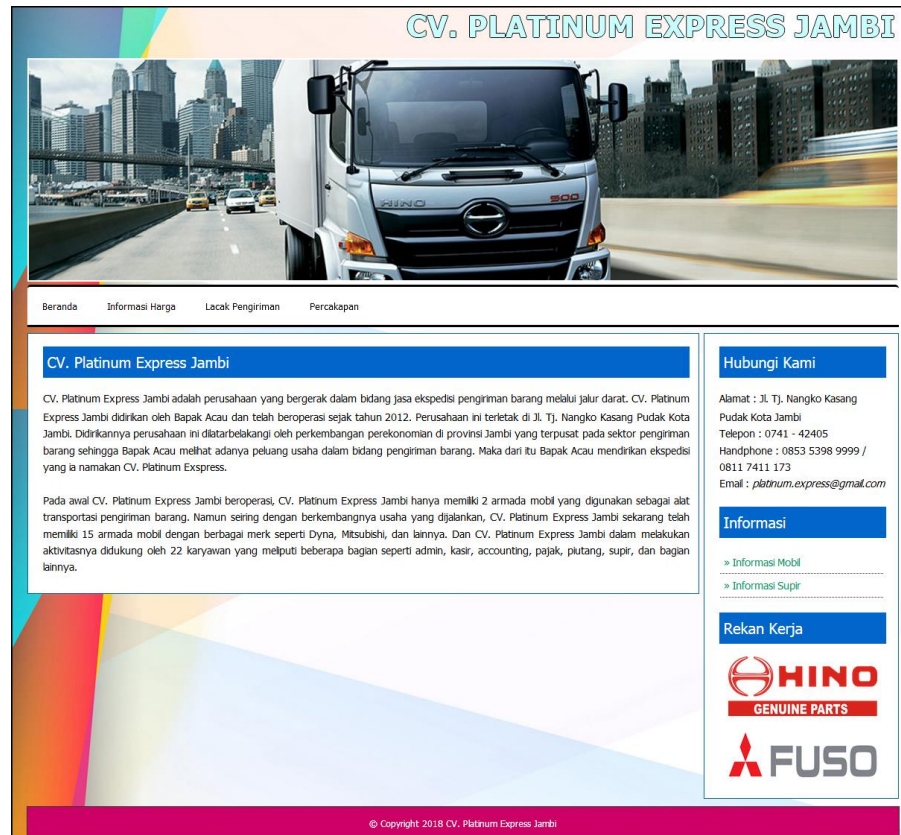 CV. PLATINUM EXPRESS JAMBI
HINO
500
Beranda Informasi Harga Lacak Pengiriman Percakapan
CV. Platinum Express Jambi
CV. Platinum Express Jambi adalah perusahaan yang bergerak dalam bidang jasa ekspedisi pengiriman barang melalui jalur darat. CV. Platinum
Express Jambi didirikan oleh Bapak Acau dan telah beroperasi sejak tahun 2012. Perusahaan ini terletak di Jl. Tj. Nangko Kasang Pudak Kota
Jambi. Didirikannya perusahaan ini dilatarbelakangi oleh perkembangan perekonomian di provinsi Jambi yang terpusat pada sektor pengiriman
barang sehingga Bapak Acau melihat adanya peluang usaha dalam bidang pengiriman barang. Maka dari itu Bapak Acau mendirikan ekspedisi
yang ia namakan CV. Platinum Exspress.
Pada awal CV. Platinum Express Jambi beroperasi, CV. Platinum Express Jambi hanya memiliki 2 armada mobil yang digunakan sebagai alat
transportasi pengiriman barang. Namun seiring dengan berkembangnya usaha yang dijalankan, CV. Platinum Express Jambi sekarang telah
memiliki 15 armada mobil dengan berbagai merk seperti Dyna, Mitsubishi, dan lainnya. Dan CV. Platinum Express Jambi dalam melakukan
aktivitasnya didukung oleh 22 karyawan yang meliputi beberapa bagian seperti admin, kasir, accounting, pajak, piutang, supir, dan bagian
lainnya.
Hubungi Kami
Alamat : Jl. Tj. Nangko Kasang
Pudak Kota Jambi
Telepon : 0741 - 42405
Handphone : 0853 5398 9999 /
0811 7411 173
Email : platinum.express@gmail.com
Informasi
» Informasi Mobil
» Informasi Supir
Rekan Kerja
HINO
GENUINE PARTS
FUSO
© Copyright 2018 CV. Platinum Express Jambi